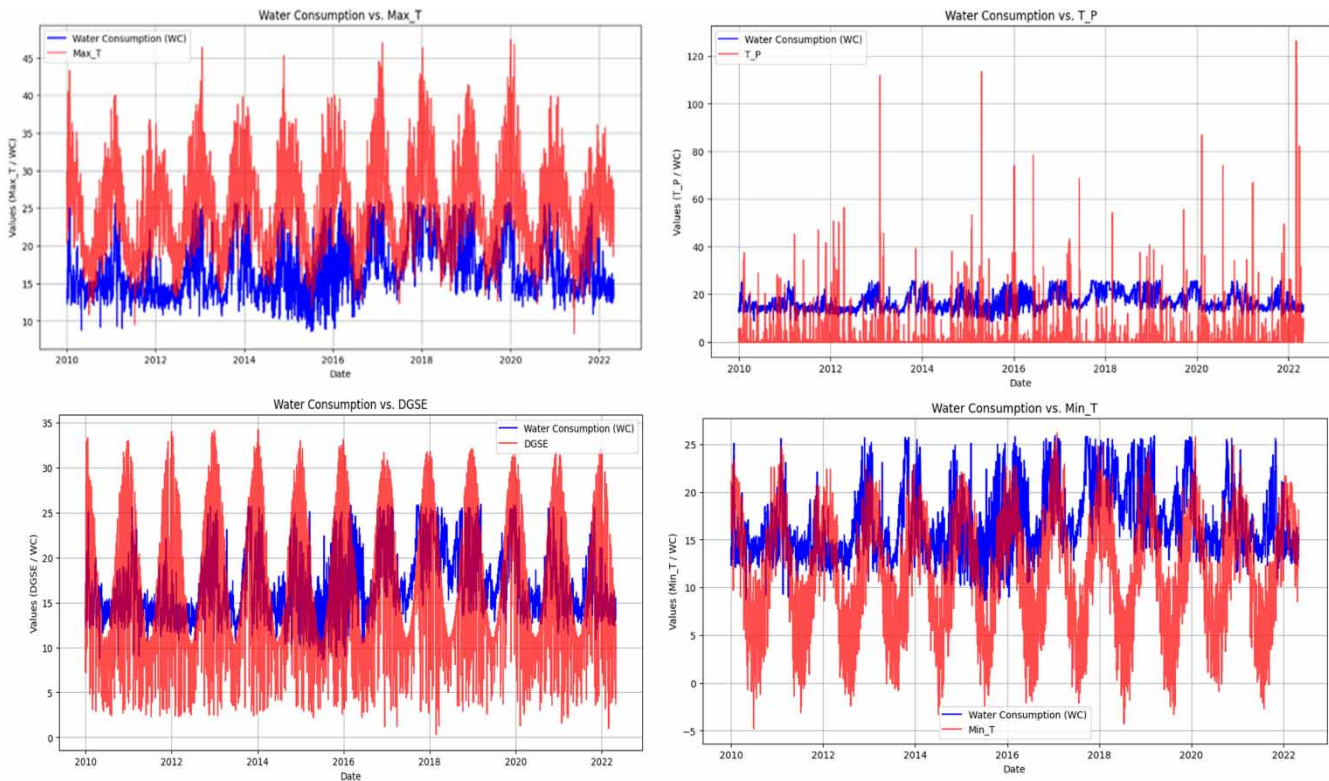 Water Consumption vs. Max_T
Values (Max_T / WC)
45
40
35
30
25
20
15
10
Water Consumption (WC)
Max_T
2010 2012 2014 2016 2018 2020 2022
Date
Water Consumption vs. T_P
Values (T_P / WC)
120
100
80
60
40
20
0
Water Consumption (WC)
T_P
2010 2012 2014 2016 2018 2020 2022
Date
Water Consumption vs. DGSE
Values (DGSE / WC)
35
30
25
20
15
10
5
0
Water Consumption (WC)
DGSE
2010 2012 2014 2016 2018 2020 2022
Date
Water Consumption vs. Min_T
Values (Min_T / WC)
25
20
15
10
5
0
−5
Water Consumption (WC)
Min_T
2010 2012 2014 2016 2018 2020 2022
Date